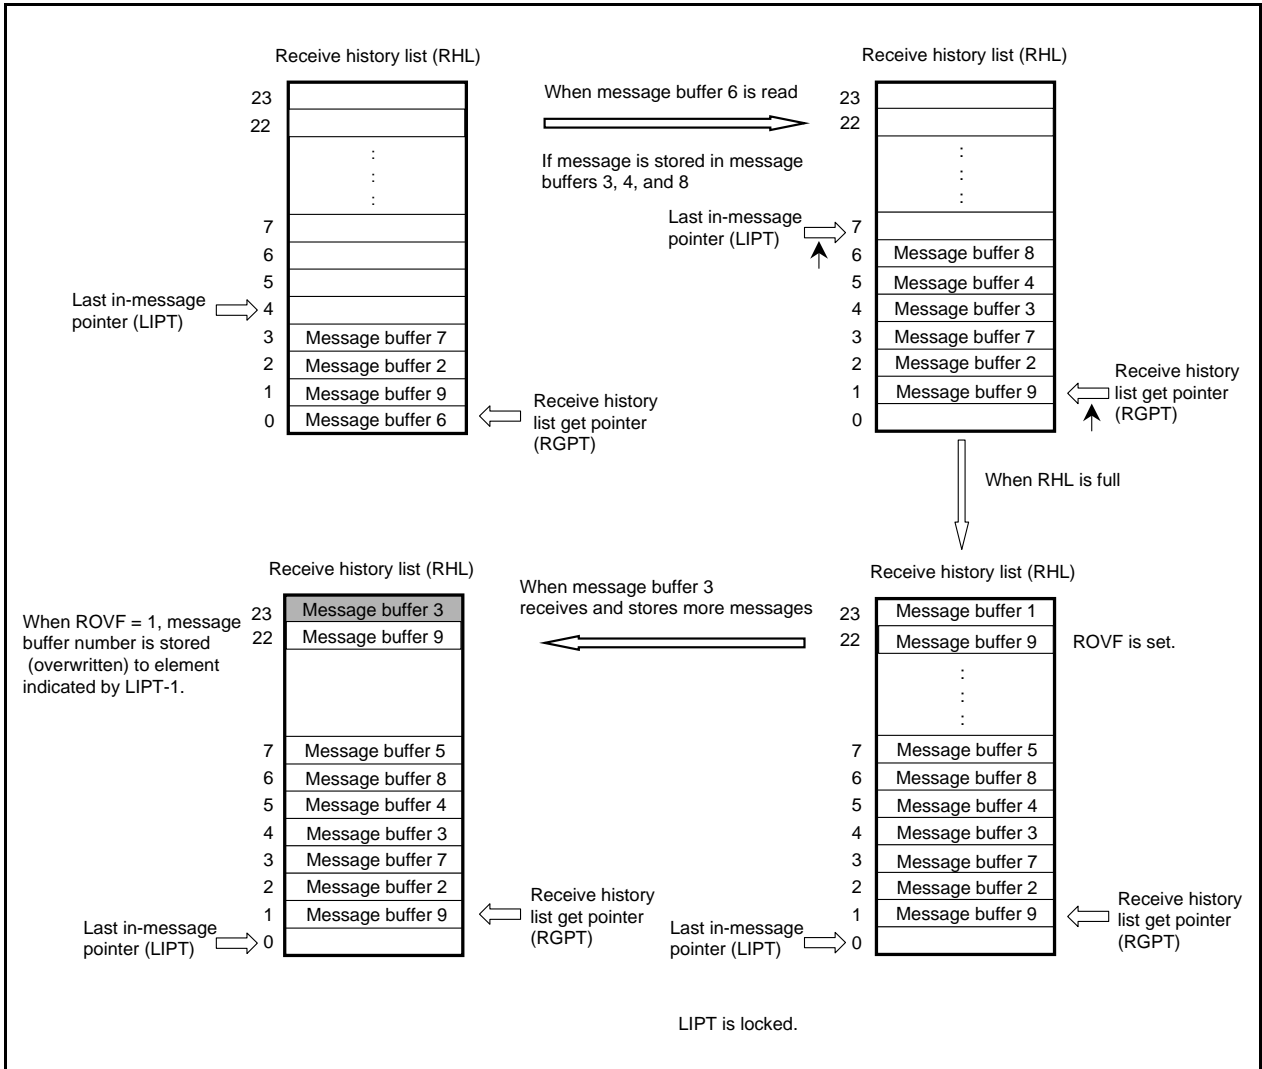 Receive history list (RHL)
23
22
:
:
:
7
6
5
4
3 Message buffer 7
2 Message buffer 2
1 Message buffer 9
0 Message buffer 6
Last in-message
pointer (LIPT)
Receive history
list get pointer
(RGPT)
When message buffer 6 is read
If message is stored in message
buffers 3, 4, and 8
Receive history list (RHL)
23
22
:
:
:
7
6 Message buffer 8
5 Message buffer 4
4 Message buffer 3
3 Message buffer 7
2 Message buffer 2
1 Message buffer 9
0
Last in-message
pointer (LIPT)
Receive history
list get pointer
(RGPT)
When RHL is full
Receive history list (RHL)
23 Message buffer 1
22 Message buffer 9
ROVF is set.
:
:
:
7 Message buffer 5
6 Message buffer 8
5 Message buffer 4
4 Message buffer 3
3 Message buffer 7
2 Message buffer 2
1 Message buffer 9
0
Last in-message
pointer (LIPT)
Receive history
list get pointer
(RGPT)
When message buffer 3
receives and stores more messages
Receive history list (RHL)
When ROVF = 1, message
buffer number is stored
(overwritten) to element
indicated by LIPT-1.
23 Message buffer 3
22 Message buffer 9
7 Message buffer 5
6 Message buffer 8
5 Message buffer 4
4 Message buffer 3
3 Message buffer 7
2 Message buffer 2
1 Message buffer 9
0
Last in-message
pointer (LIPT)
Receive history
list get pointer
(RGPT)
LIPT is locked.